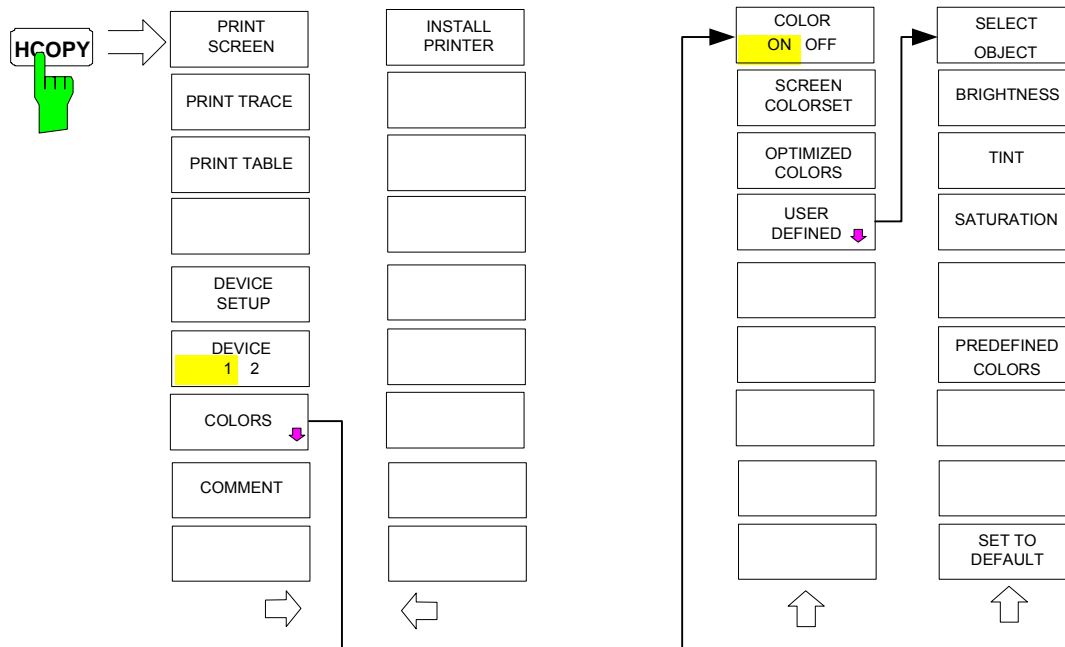 HCOPY
PRINT
SCREEN
PRINT TRACE
PRINT TABLE
DEVICE
SETUP
DEVICE
1 2
COLORS
COMMENT
INSTALL
PRINTER
COLOR
ON OFF
SCREEN
COLORSET
OPTIMIZED
COLORS
USER
DEFINED
SELECT
OBJECT
BRIGHTNESS
TINT
SATURATION
PREDEFINED
COLORS
SET TO
DEFAULT